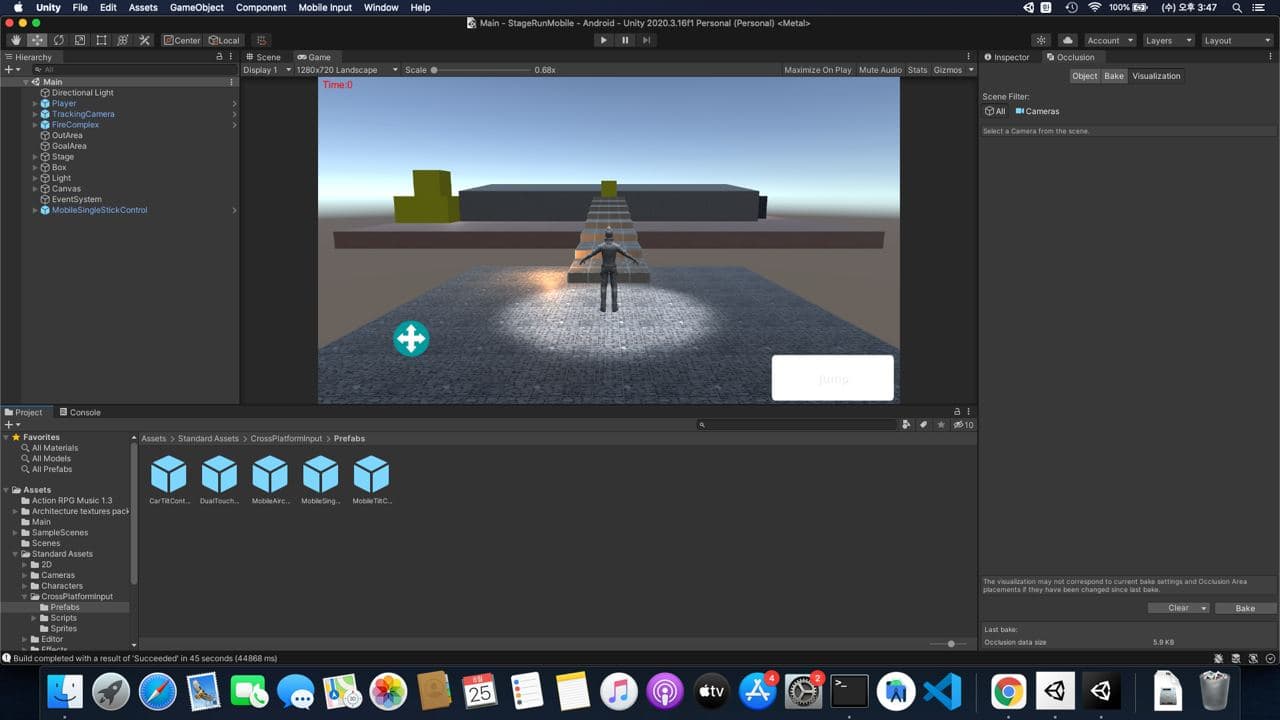 Unity File Edit Assets GameObject Component Mobile Input Window Help
100% (수) 오후 3:47
Main - StageRunMobile - Android - Unity 2020.3.16f1 Personal (Personal) <Metal>
Center Local
Account Layers Layout
Hierarchy
All
Main
Directional Light
Player
TrackingCamera
FireComplex
OutArea
GoalArea
Stage
Box
Light
Canvas
EventSystem
MobileSingleStickControl
Scene Game
Display 1 1280x720 Landscape Scale 0.68x Maximize On Play Mute Audio Stats Gizmos
Time:0
jump
Inspector Occlusion
Object Bake Visualization
Scene Filter:
All Cameras
Select a Camera from the scene.
The visualization may not correspond to current bake settings and Occlusion Area
placements if they have been changed since last bake.
Clear Bake
Last bake:
Occlusion data size 5.9 KB
Project Console
10
Favorites
All Materials
All Models
All Prefabs
Assets
Action RPG Music 1.3
Architecture textures pack
Main
SampleScenes
Scenes
Standard Assets
2D
Cameras
Characters
CrossPlatformInput
Prefabs
Scripts
Sprites
Editor
Effects
Assets > Standard Assets > CrossPlatformInput > Prefabs
CarTiltCont... DualTouch... MobileAirc... MobileSing... MobileTiltC...
Build completed with a result of 'Succeeded' in 45 seconds (44868 ms)
25
tv
4
2
>_